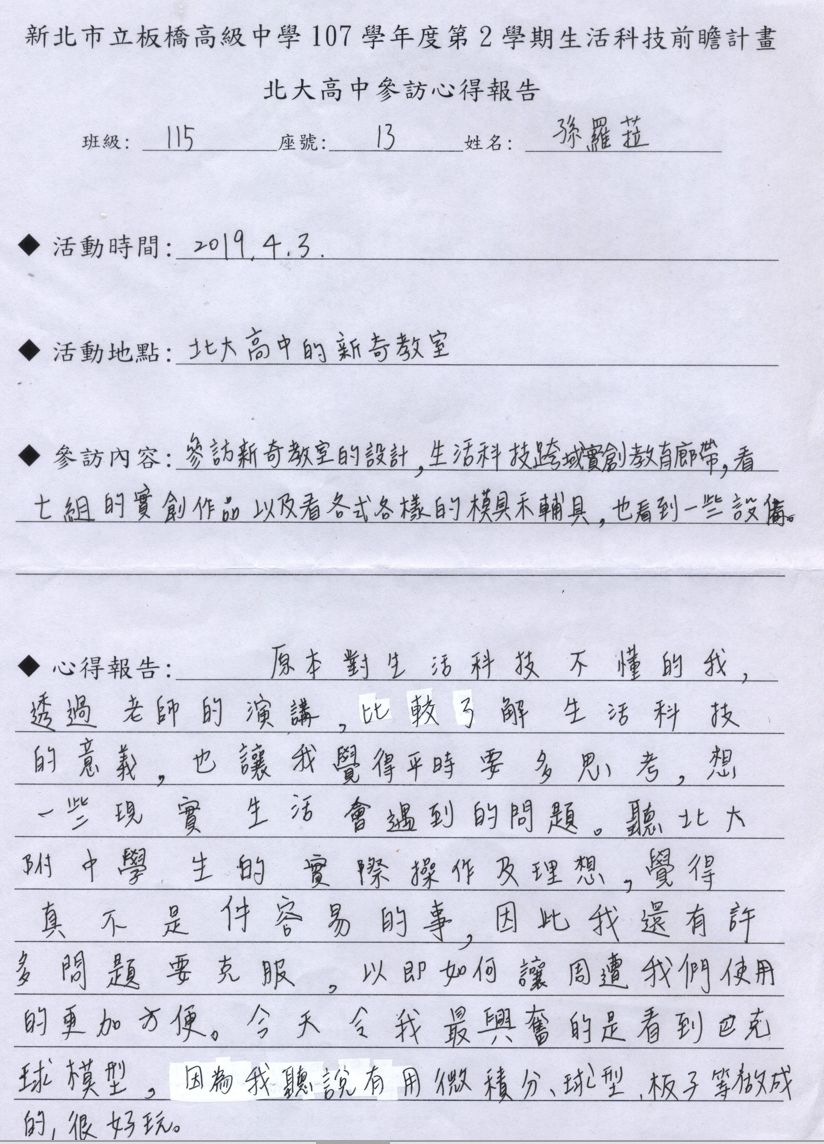 新北市立板橋高級中學 107 學年度第 2 學期生活科技前瞻計畫
北大高中參訪心得報告
班級: 115 座號: 13 姓名: 孫羅菈
◆ 活動時間: 2019.4.3.
◆ 活動地點: 北大高中的新奇教室
◆ 參訪內容: 參訪新奇教室的設計,生活科技跨域實創教育廊帶,看
七組的實創作品以及看各式各樣的模具禾輔具,也看到一些設備。
◆ 心得報告: 原本對生活科技不懂的我,
透過老師的演講,比較了解生活科技
的意義,也讓我覺得平時要多思考,想
一些現實生活會遇到的問題。聽北大
附中學生的實際操作及理想,覺得
真不是件容易的事,因此我還有許
多問題要克服,以即如何讓周遭我們使用
的更加方便。今天令我最興奮的是看到巴克
球模型,因為我聽說有用微積分、球型、板子等做成
的,很好玩。